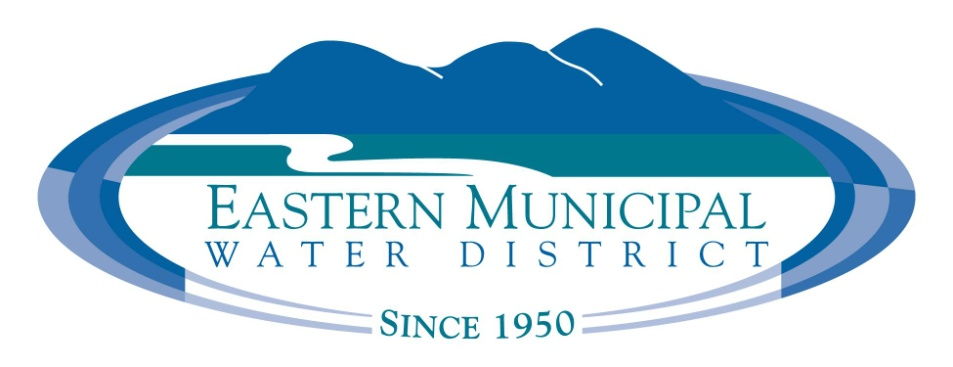 EASTERN MUNICIPAL
WATER DISTRICT
SINCE 1950